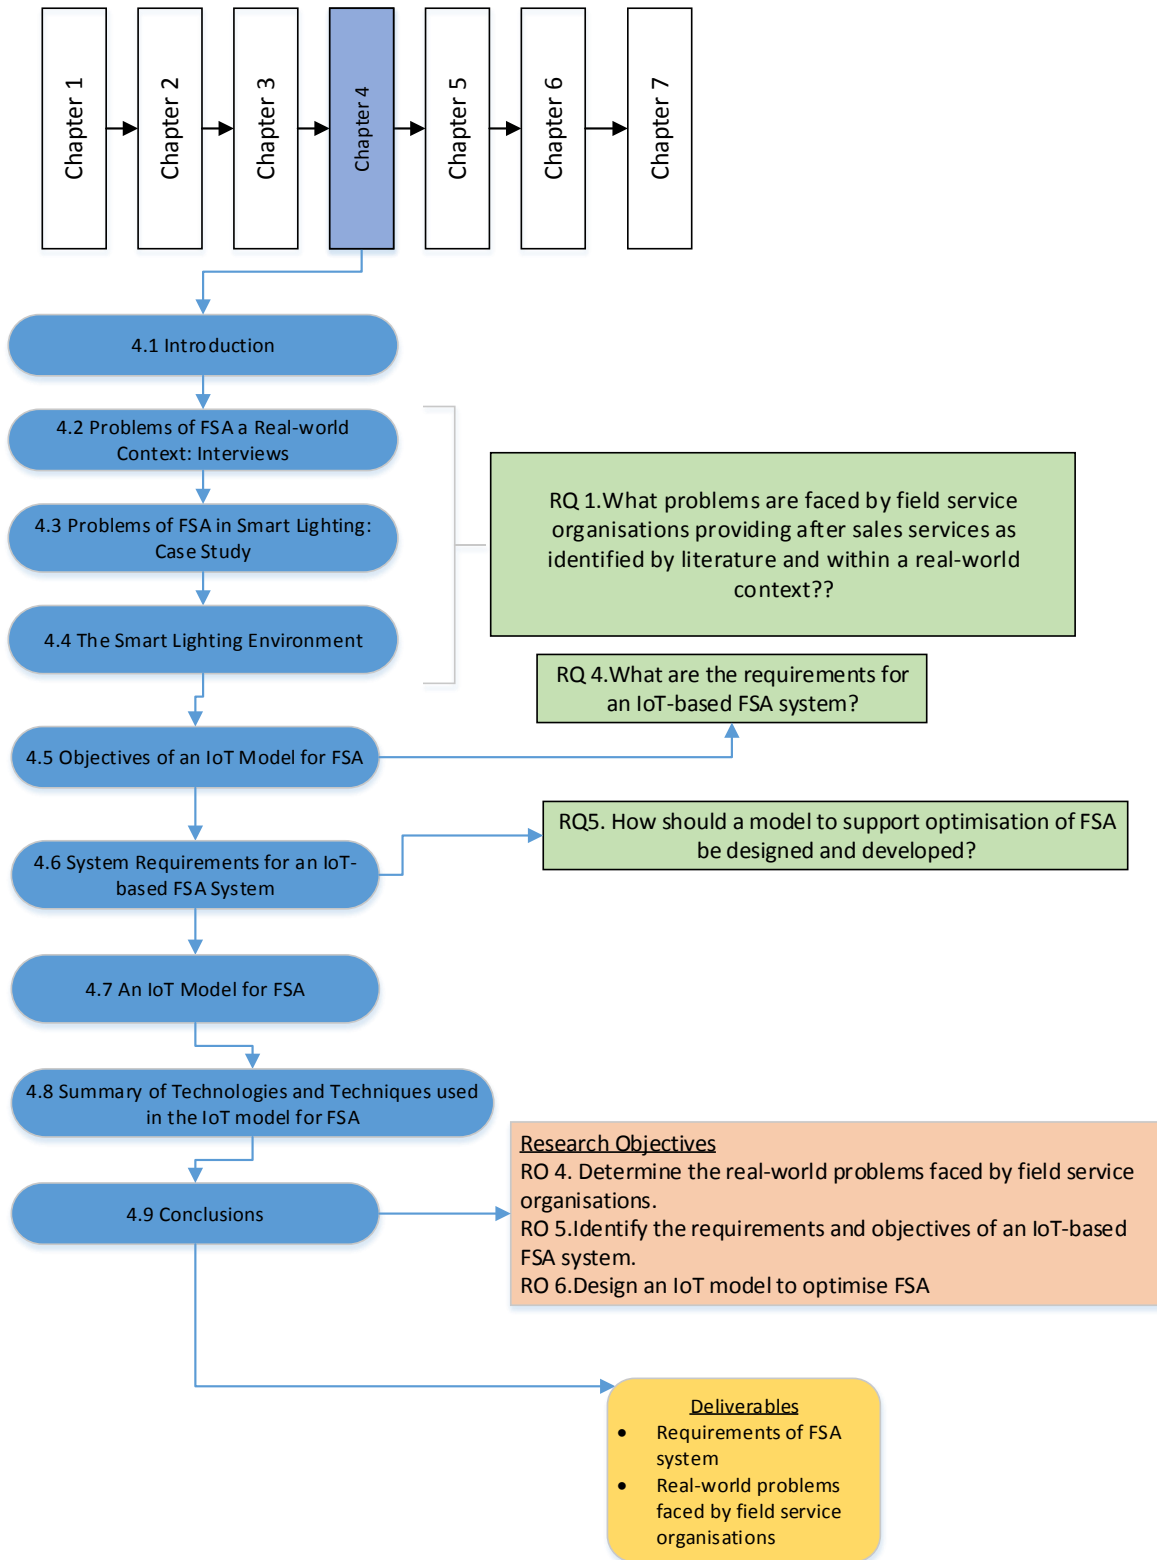 Chapter 1
Chapter 2
Chapter 3
Chapter 4
Chapter 5
Chapter 6
Chapter 7
4.1 Introduction
4.2 Problems of FSA a Real-world
Context: Interviews
4.3 Problems of FSA in Smart Lighting:
Case Study
4.4 The Smart Lighting Environment
RQ 1.What problems are faced by field service
organisations providing after sales services as
identified by literature and within a real-world
context??
RQ 4.What are the requirements for
an IoT-based FSA system?
4.5 Objectives of an IoT Model for FSA
RQ5. How should a model to support optimisation of FSA
be designed and developed?
4.6 System Requirements for an IoT-
based FSA System
4.7 An IoT Model for FSA
4.8 Summary of Technologies and Techniques used
in the IoT model for FSA
4.9 Conclusions
Research Objectives
RO 4. Determine the real-world problems faced by field service
organisations.
RO 5.Identify the requirements and objectives of an IoT-based
FSA system.
RO 6.Design an IoT model to optimise FSA
Deliverables
• Requirements of FSA
system
• Real-world problems
faced by field service
organisations